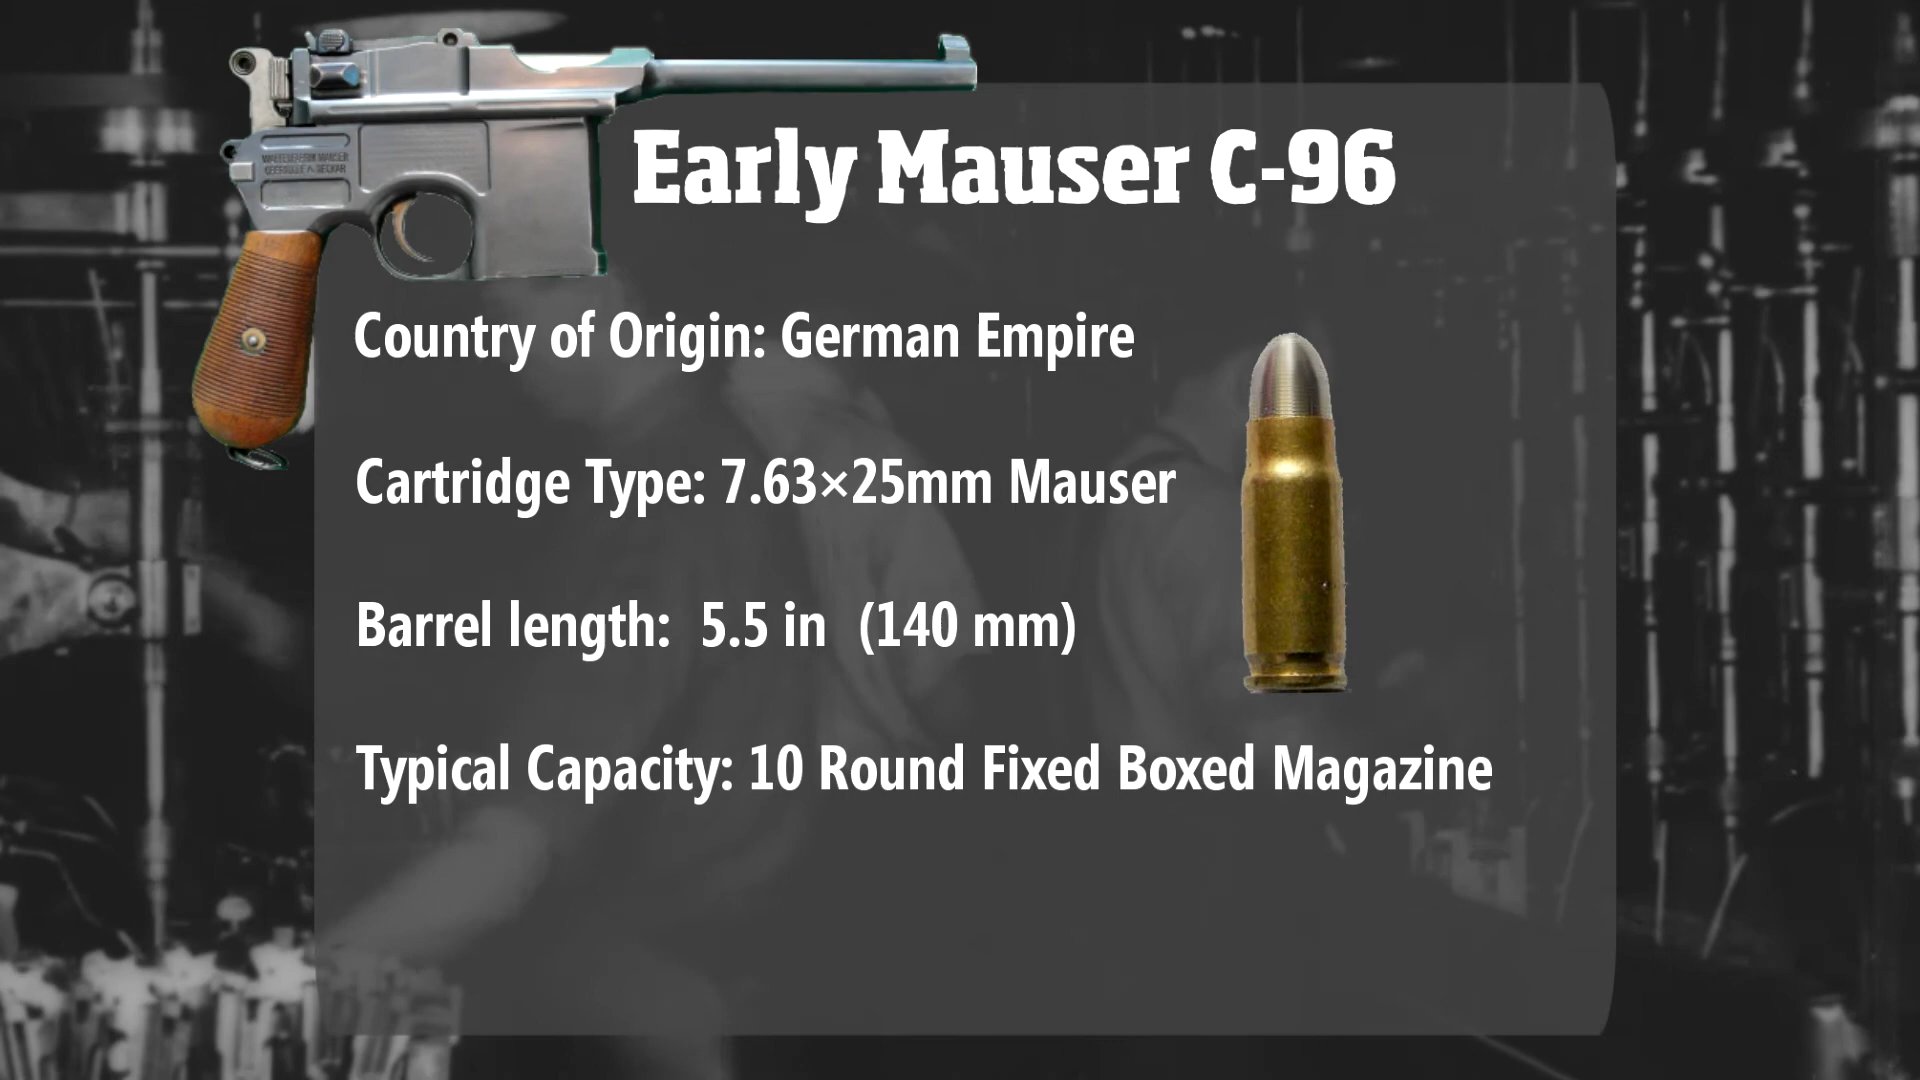 Early Mauser C-96
Country of Origin: German Empire
Cartridge Type: 7.63×25mm Mauser
Barrel length: 5.5 in (140 mm)
Typical Capacity: 10 Round Fixed Boxed Magazine